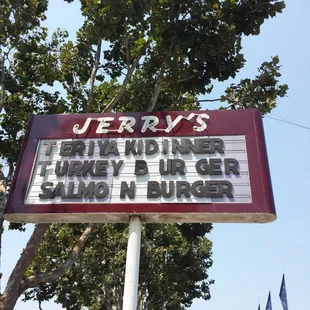 JERRY'S
TERIYAKI DINNER
TURKEY BURGER
SALMON BURGER